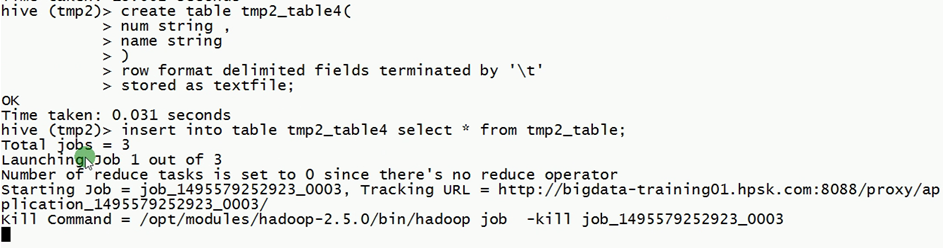 hive (tmp2)> create table tmp2_table4(
> num string ,
> name string
> )
> row format delimited fields terminated by '\t'
> stored as textfile;
OK
Time taken: 0.031 seconds
hive (tmp2)> insert into table tmp2_table4 select * from tmp2_table;
Total jobs = 3
Launching Job 1 out of 3
Number of reduce tasks is set to 0 since there's no reduce operator
Starting Job = job_1495579252923_0003, Tracking URL = http://bigdata-training01.hpsk.com:8088/proxy/ap
plication_1495579252923_0003/
Kill Command = /opt/modules/hadoop-2.5.0/bin/hadoop job  -kill job_1495579252923_0003